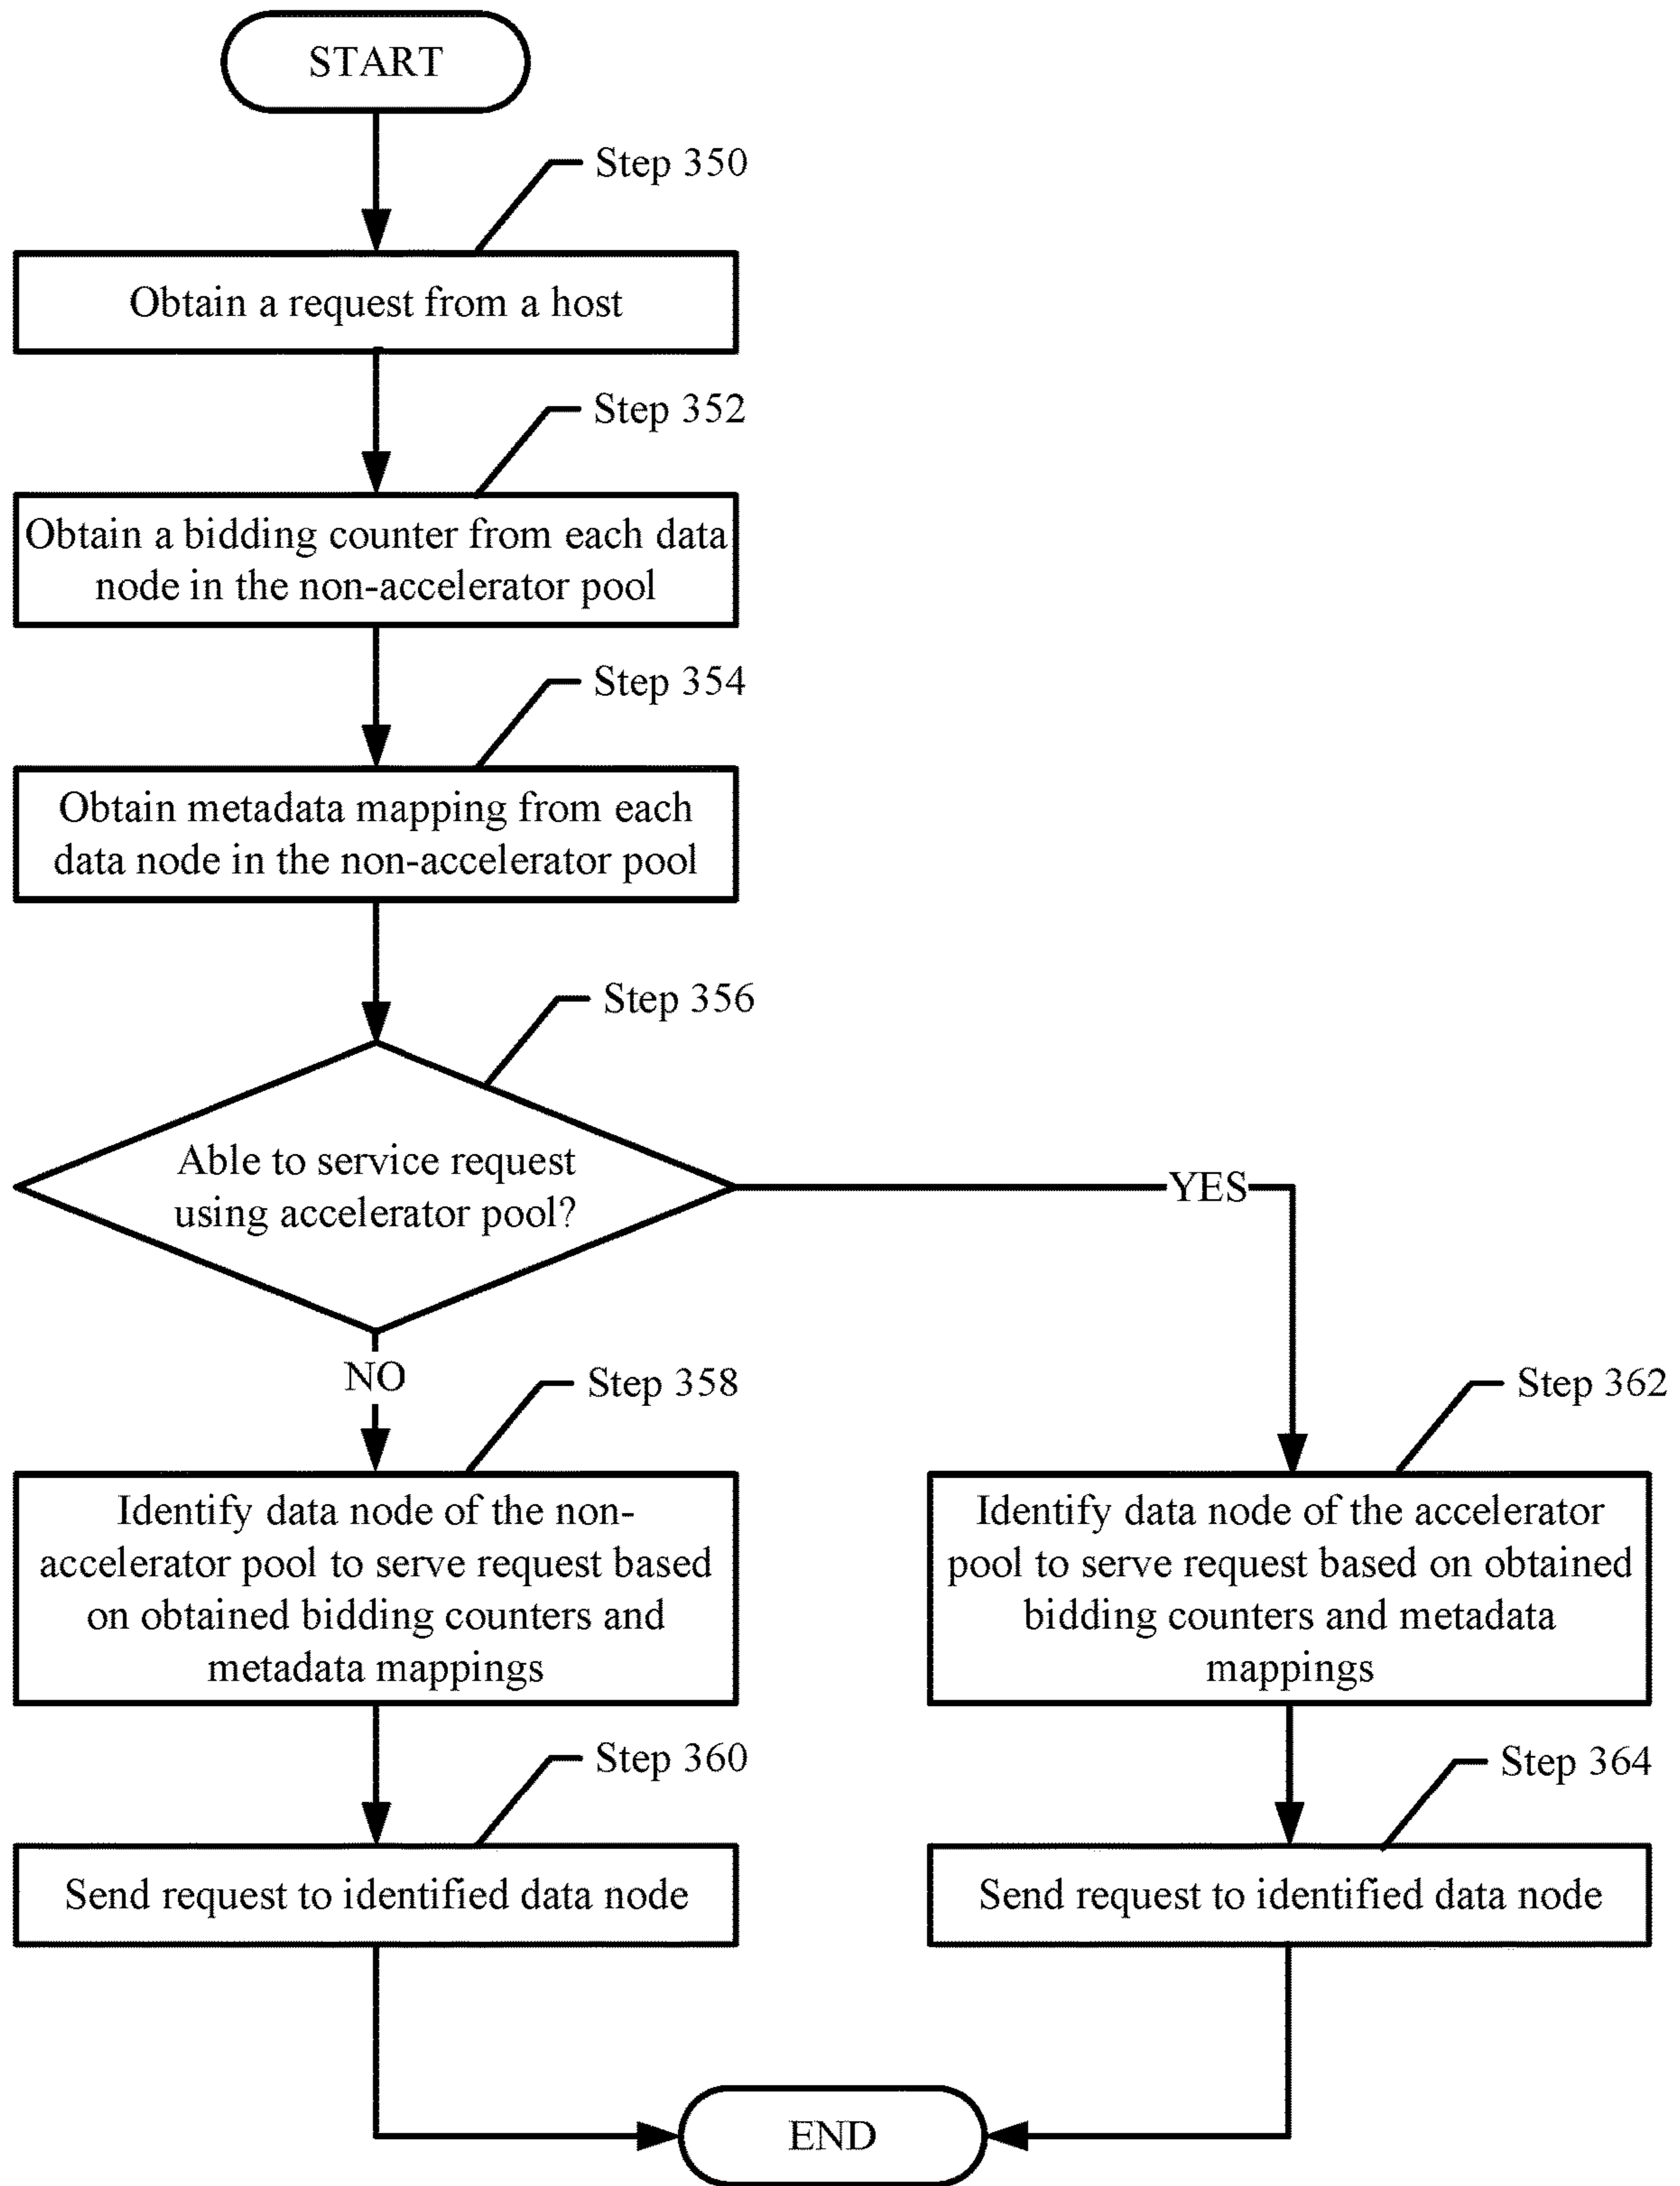 START
Step 350
Obtain a request from a host
Step 352
Obtain a bidding counter from each data
node in the non-accelerator pool
Step 354
Obtain metadata mapping from each
data node in the non-accelerator pool
Step 356
Able to service request
using accelerator pool?
YES
NO
Step 358
Identify data node of the non-
accelerator pool to serve request based
on obtained bidding counters and
metadata mappings
Step 362
Identify data node of the accelerator
pool to serve request based on obtained
bidding counters and metadata
mappings
Step 360
Send request to identified data node
Step 364
Send request to identified data node
END